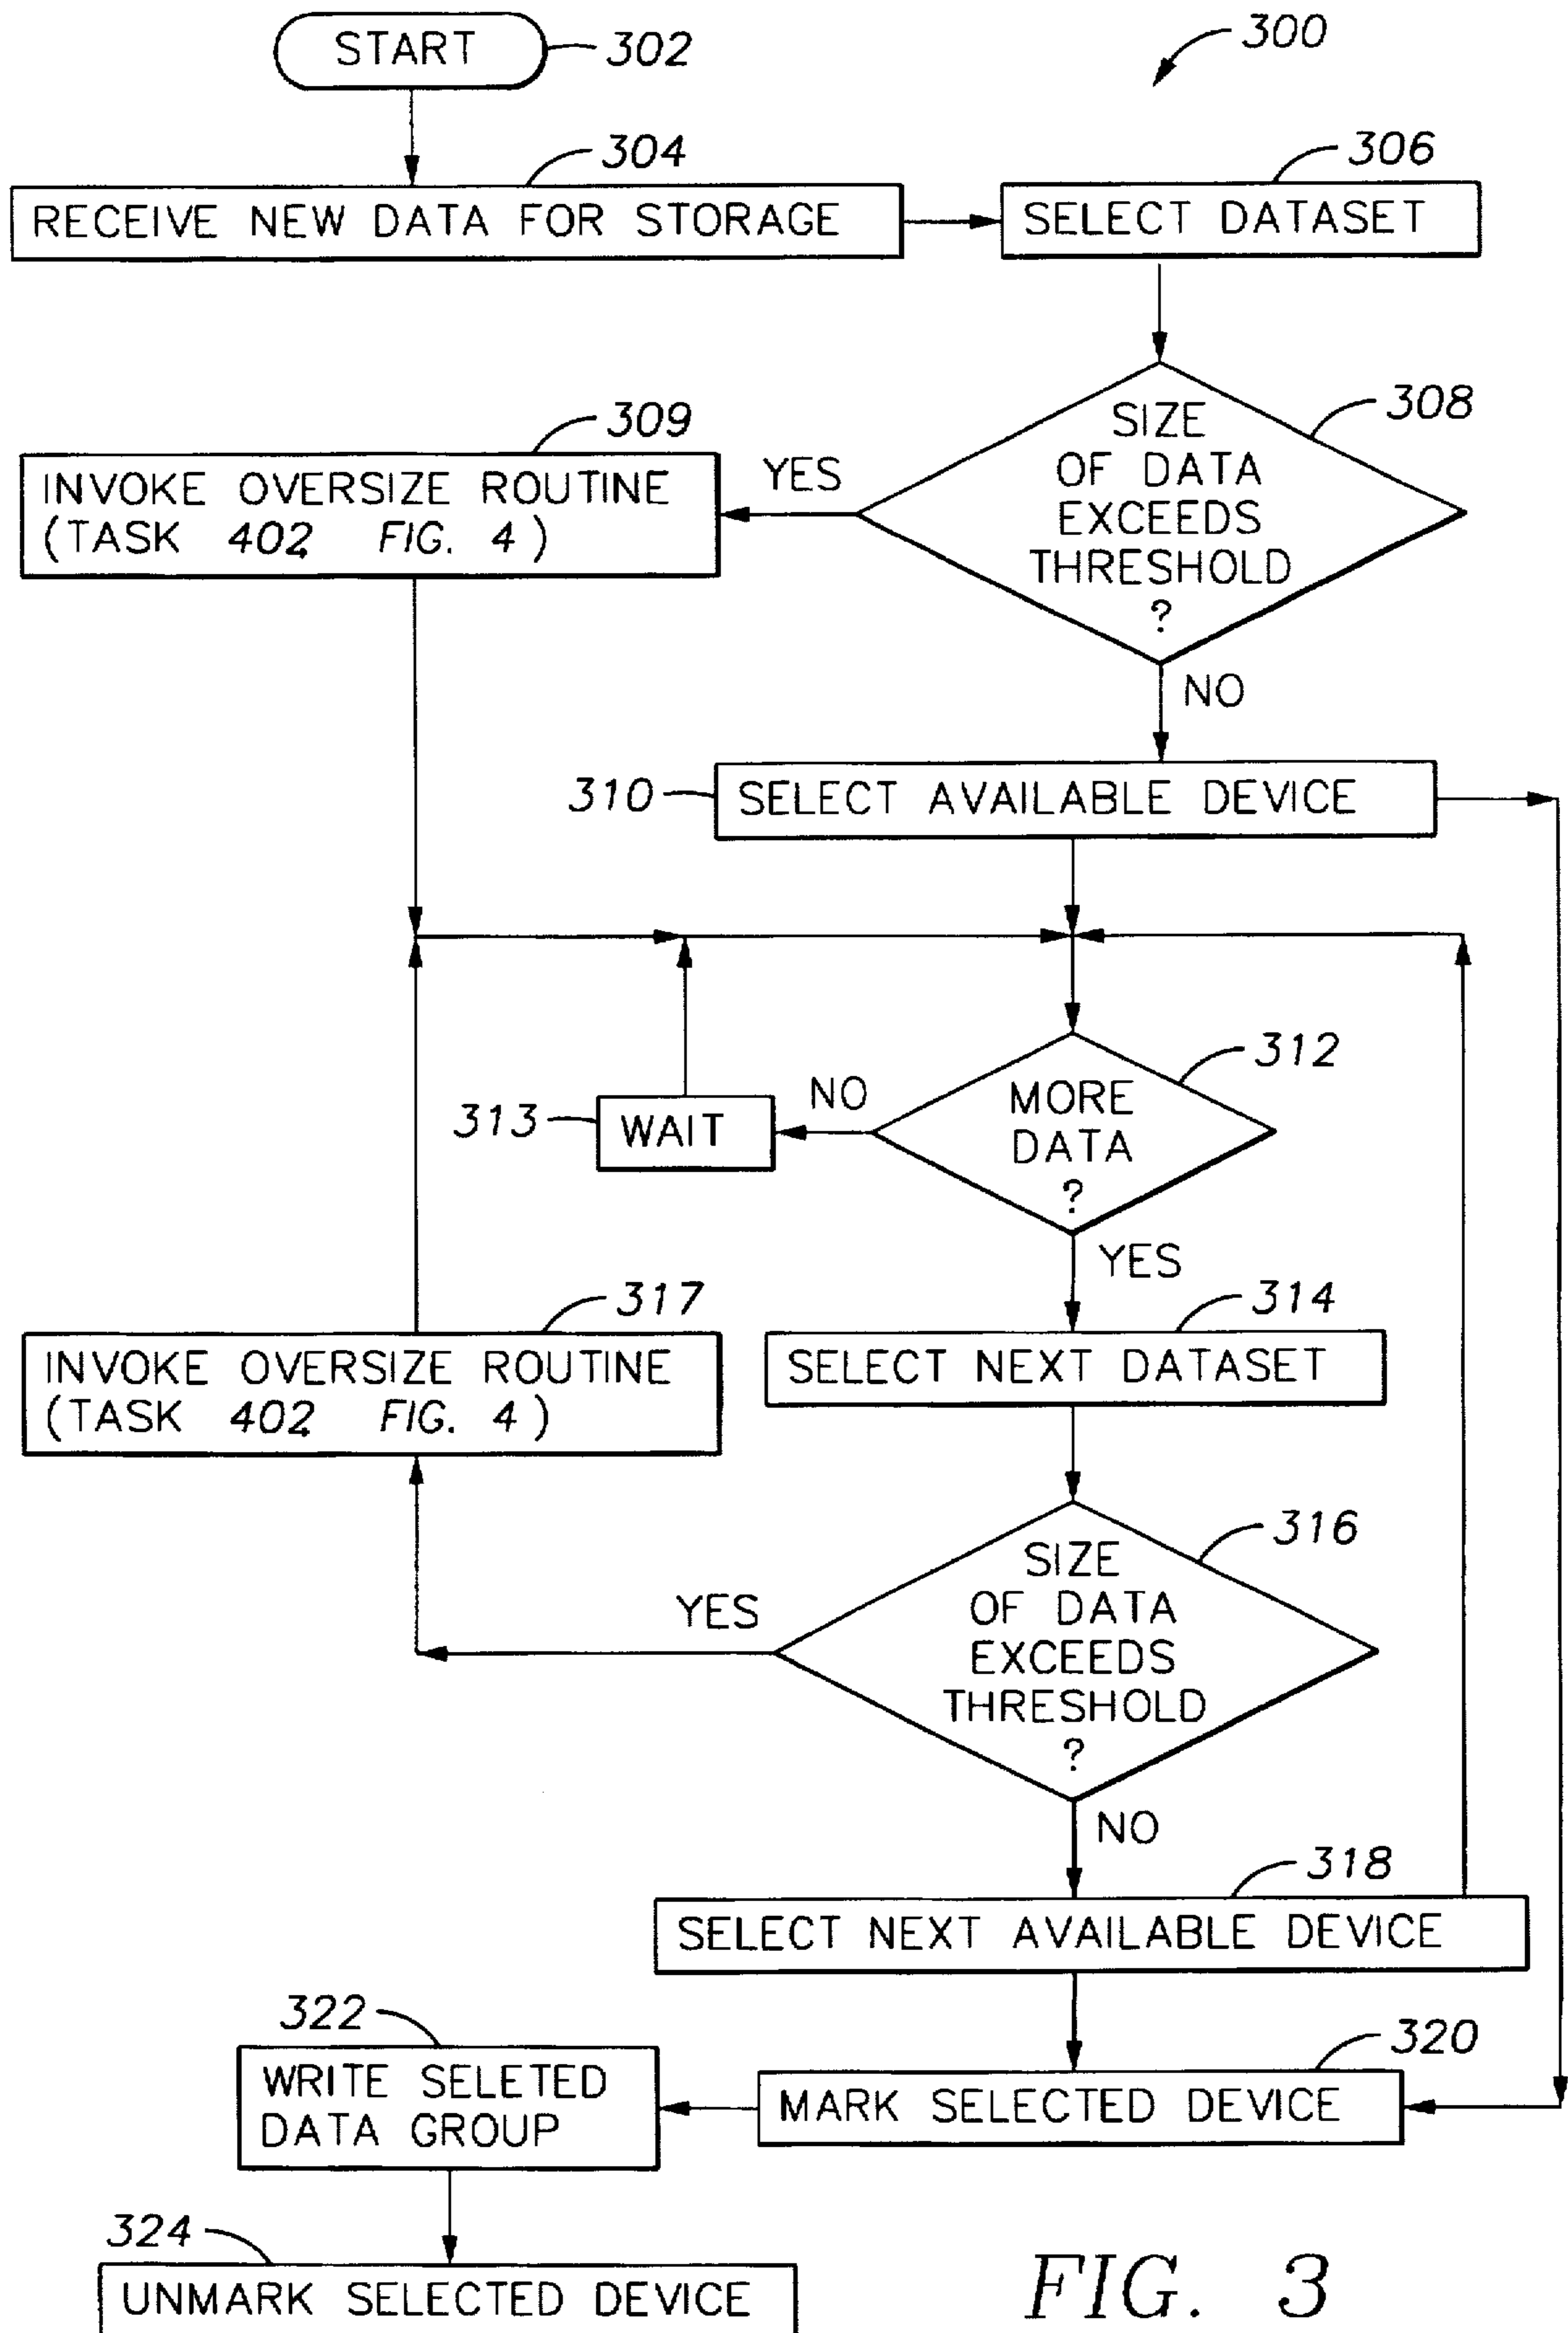 START
302
300
304
306
RECEIVE NEW DATA FOR STORAGE
SELECT DATASET
308
SIZE
OF DATA
EXCEEDS
THRESHOLD
?
309
YES
INVOKE OVERSIZE ROUTINE
(TASK 402 FIG. 4)
NO
310
SELECT AVAILABLE DEVICE
312
MORE
DATA
?
NO
313
WAIT
YES
314
SELECT NEXT DATASET
317
INVOKE OVERSIZE ROUTINE
(TASK 402 FIG. 4)
316
SIZE
OF DATA
EXCEEDS
THRESHOLD
?
YES
NO
318
SELECT NEXT AVAILABLE DEVICE
320
MARK SELECTED DEVICE
322
WRITE SELETED
DATA GROUP
324
UNMARK SELECTED DEVICE
FIG. 3